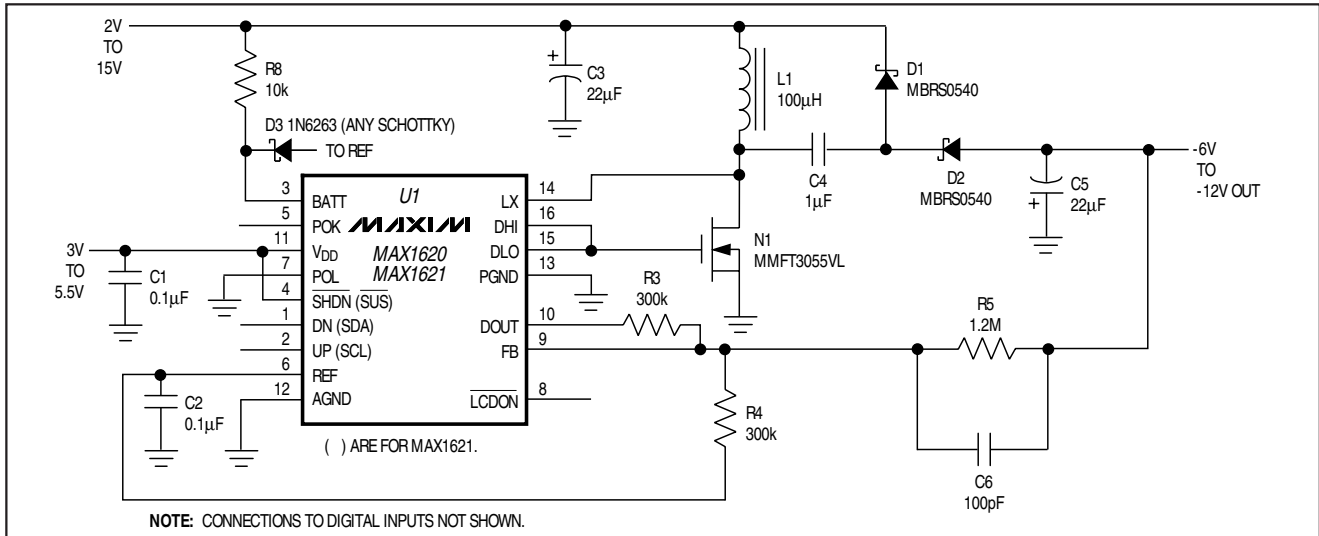 2V
TO
15V
R8
10k
C3
22µF
L1
100µH
D1
MBRS0540
D3 1N6263 (ANY SCHOTTKY)
TO REF
-6V
TO
-12V OUT
C4
1µF
D2
MBRS0540
C5
22µF
3
BATT
U1
LX
14
5
POK
MAXIM
DHI
16
3V
TO
5.5V
11
VDD
MAX1620
DLO
15
N1
MMFT3055VL
C1
0.1µF
7
POL
MAX1621
PGND
13
4
SHDN (SUS)
R3
300k
1
DN (SDA)
DOUT
10
R5
1.2M
2
UP (SCL)
FB
9
6
REF
12
AGND
LCDON
8
C2
0.1µF
R4
300k
( ) ARE FOR MAX1621.
C6
100pF
NOTE: CONNECTIONS TO DIGITAL INPUTS NOT SHOWN.